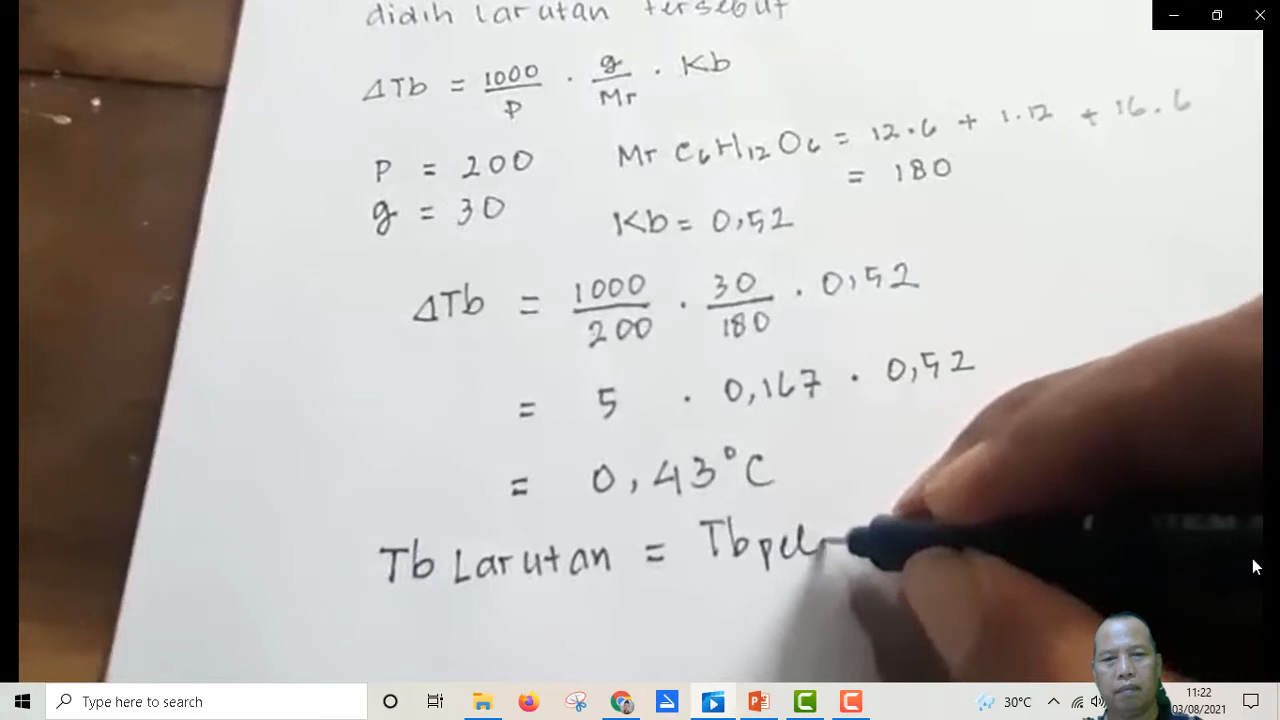 didih larutan tersebut
ΔTb = 1000/P · g/Mr · Kb
P = 200
Mr C6H12O6 = 12.6 + 1.12 + 16.6
= 180
g = 30
Kb = 0,52
ΔTb = 1000/200 · 30/180 · 0,52
= 5 · 0,167 · 0,52
= 0,43°C
Tb Larutan = Tb pel
Type here to search
30°C
11:22
03/08/2021